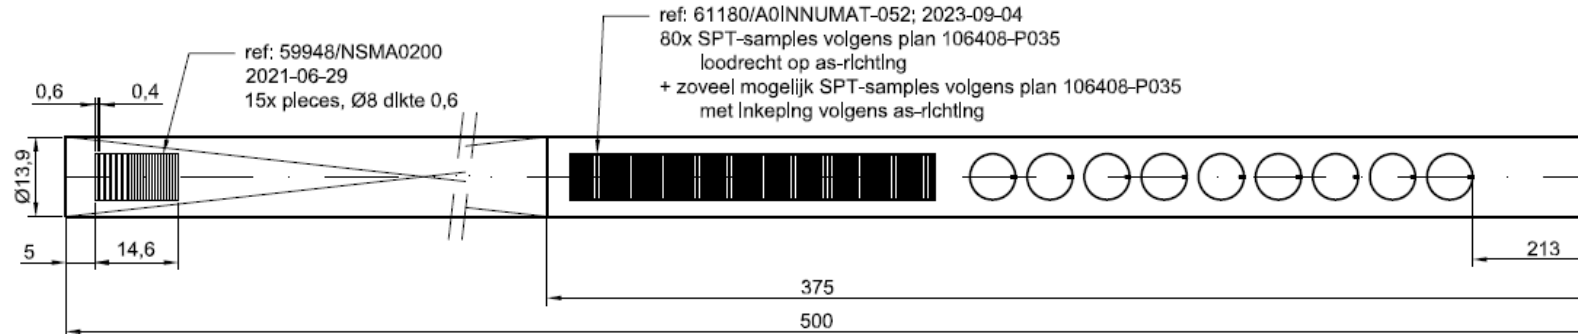 ref: 61180/A0INNUMAT-052; 2023-09-04
80x SPT-samples volgens plan 106408-P035
loodrecht op as-richting
+ zoveel mogelijk SPT-samples volgens plan 106408-P035
met inkeping volgens as-richting
ref: 59948/NSMA0200
2021-06-29
15x pieces, Ø8 dikte 0,6
0,6
0,4
Ø13,9
5
14,6
213
375
500